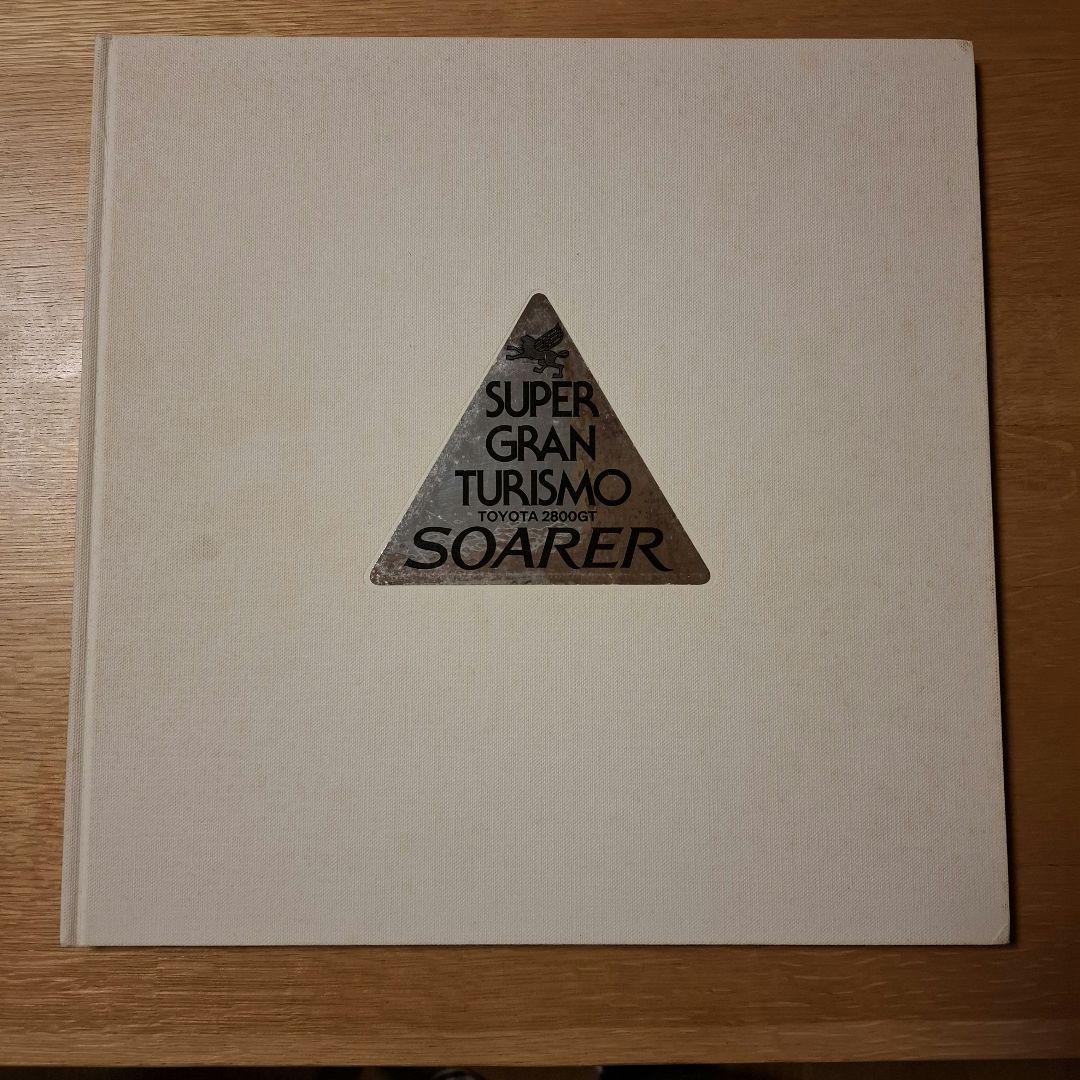 SUPER
GRAN
TURISMO
TOYOTA 2800GT
SOARER